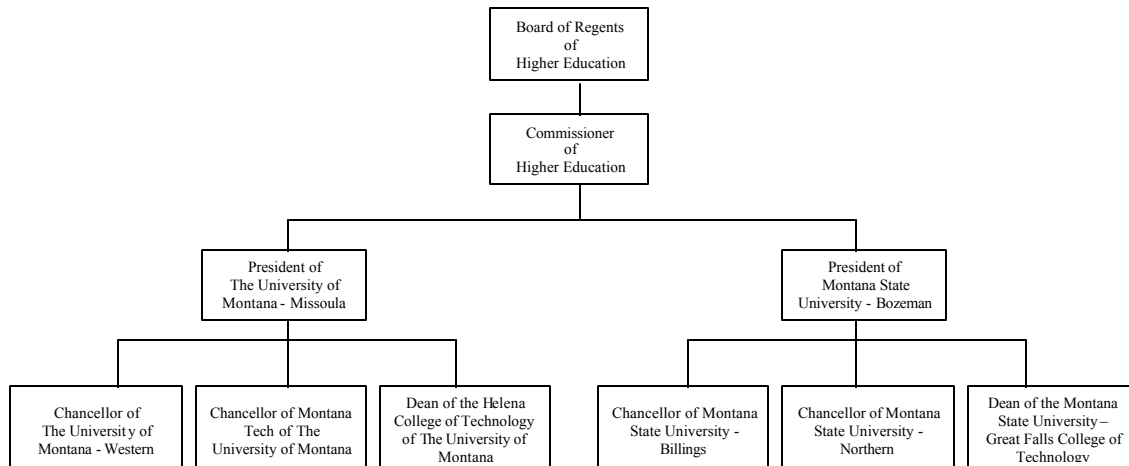 Board of Regents
of
Higher Education
Commissioner
of
Higher Education
President of
The University of
Montana - Missoula
President of
Montana State
University - Bozeman
Chancellor of
The University of
Montana - Western
Chancellor of Montana
Tech of The
University of Montana
Dean of the Helena
College of Technology
of The University of
Montana
Chancellor of Montana
State University -
Billings
Chancellor of Montana
State University -
Northern
Dean of the Montana
State University –
Great Falls College of
Technology